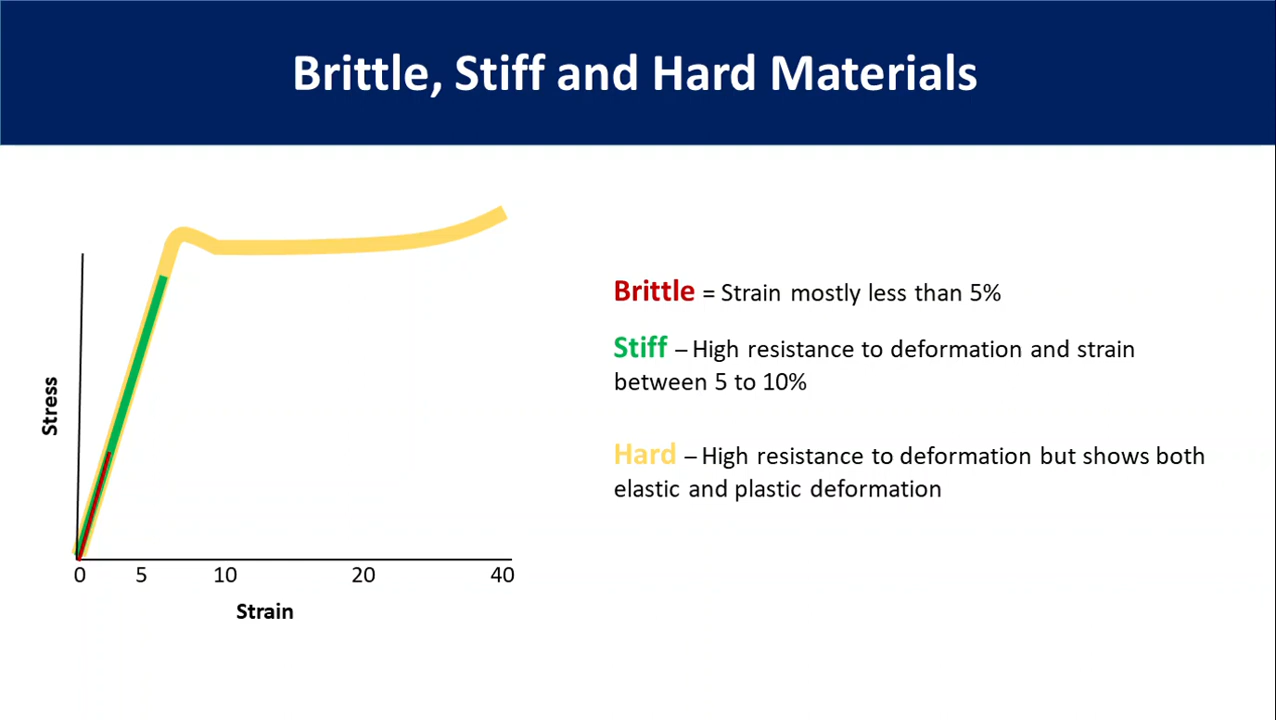 Brittle, Stiff and Hard Materials
Stress
0 5 10 20 40
Strain
Brittle = Strain mostly less than 5%
Stiff – High resistance to deformation and strain
between 5 to 10%
Hard – High resistance to deformation but shows both
elastic and plastic deformation